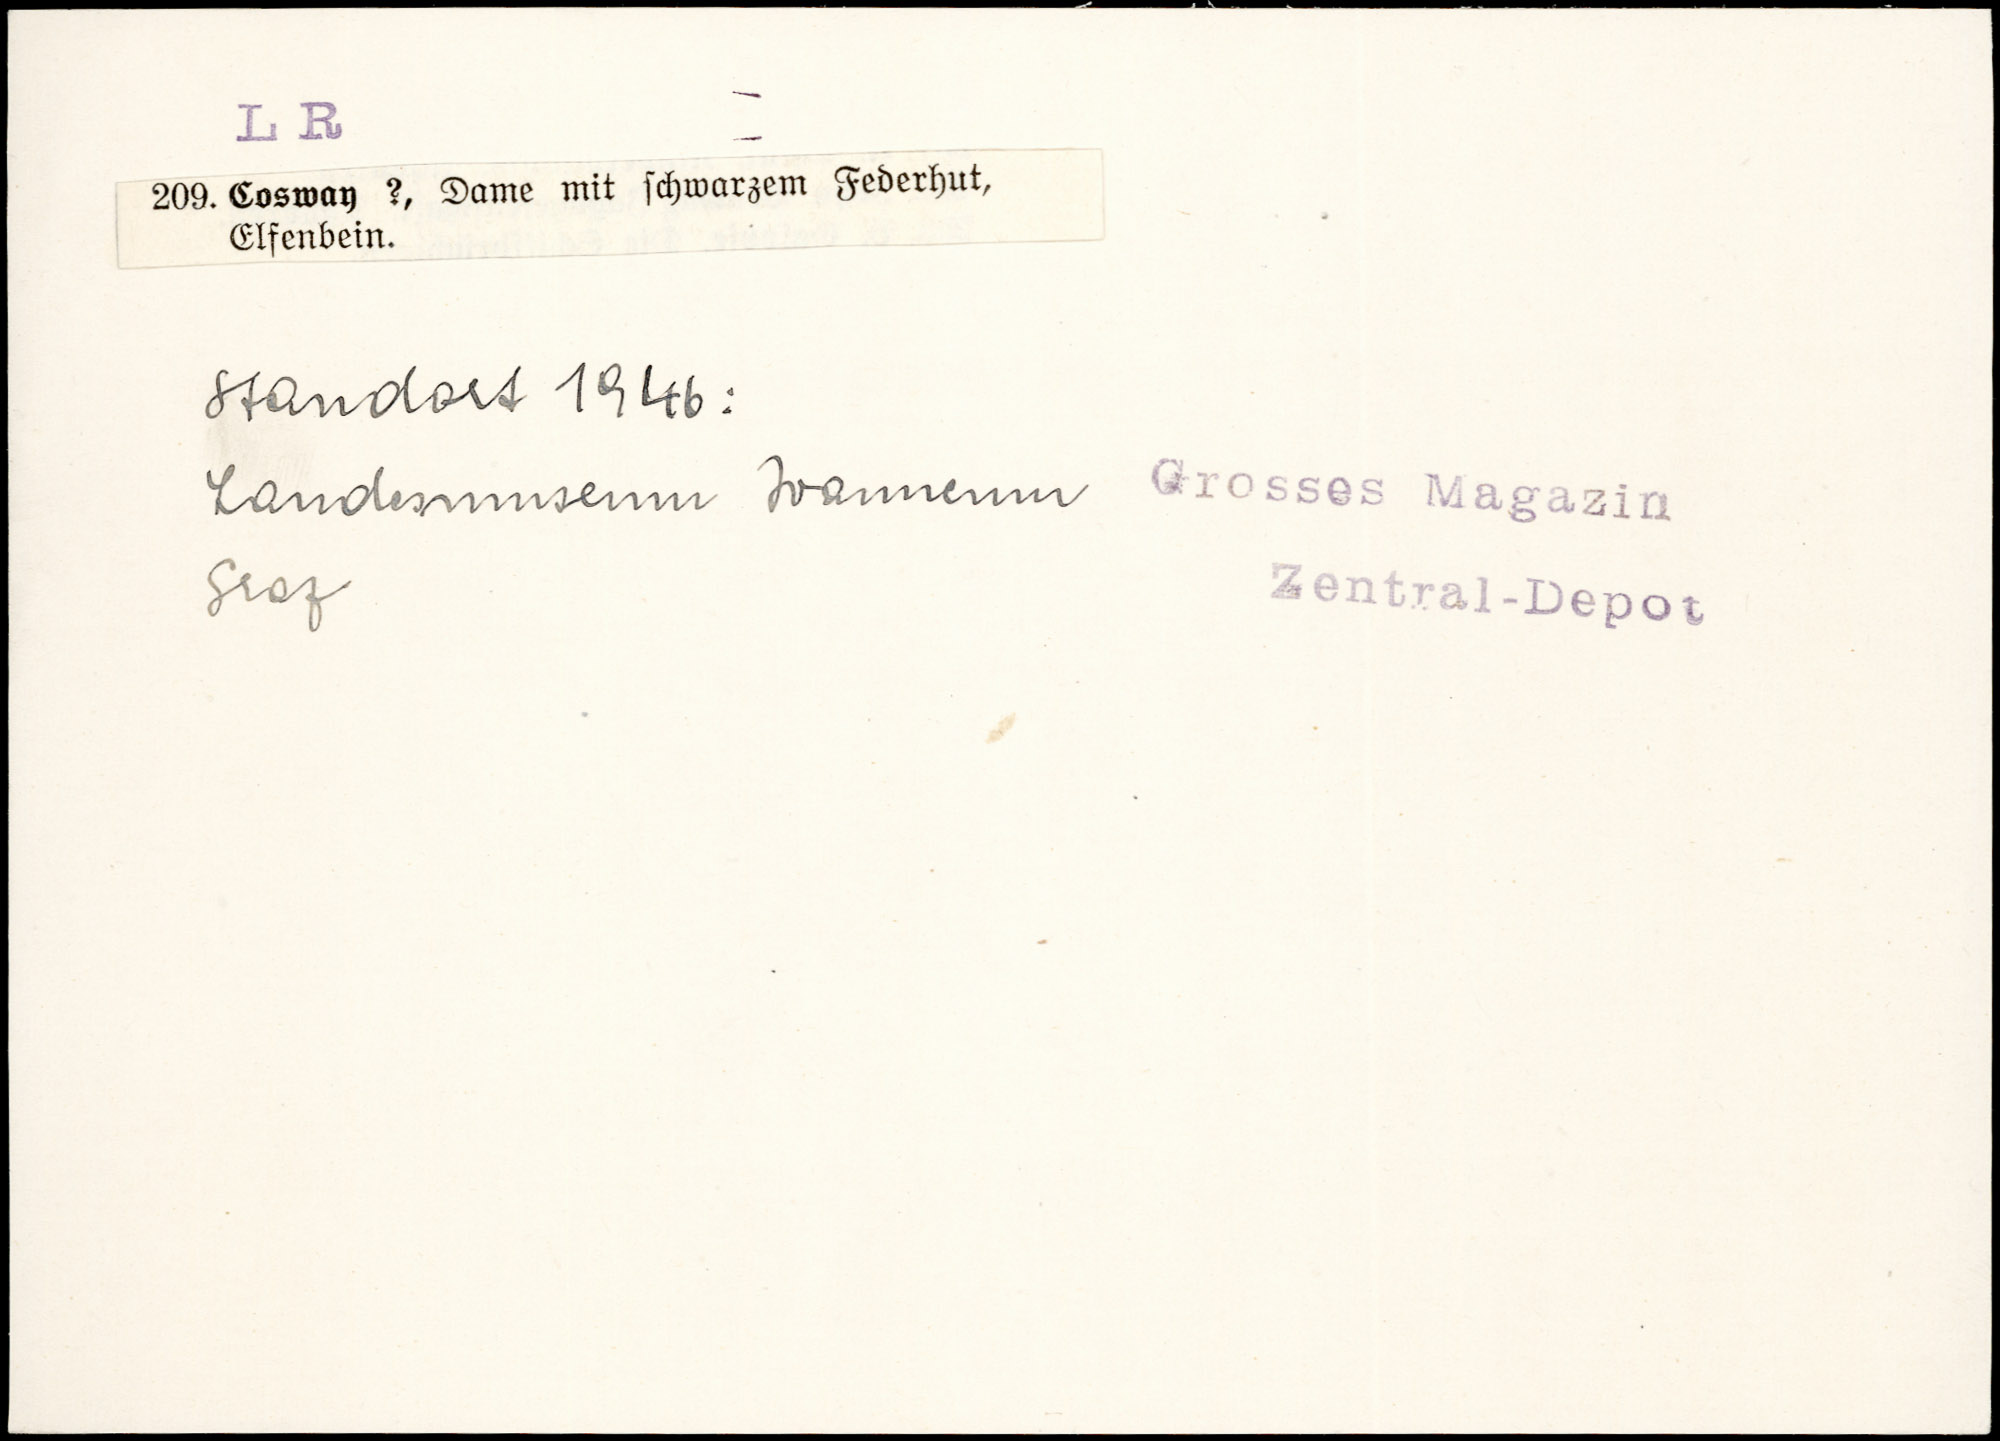 L R
209. Cosway ?, Dame mit schwarzem Federhut,
Elfenbein.
Standort 1946:
Landesmuseum Joanneum Grosses Magazin
Graz Zentral-Depot